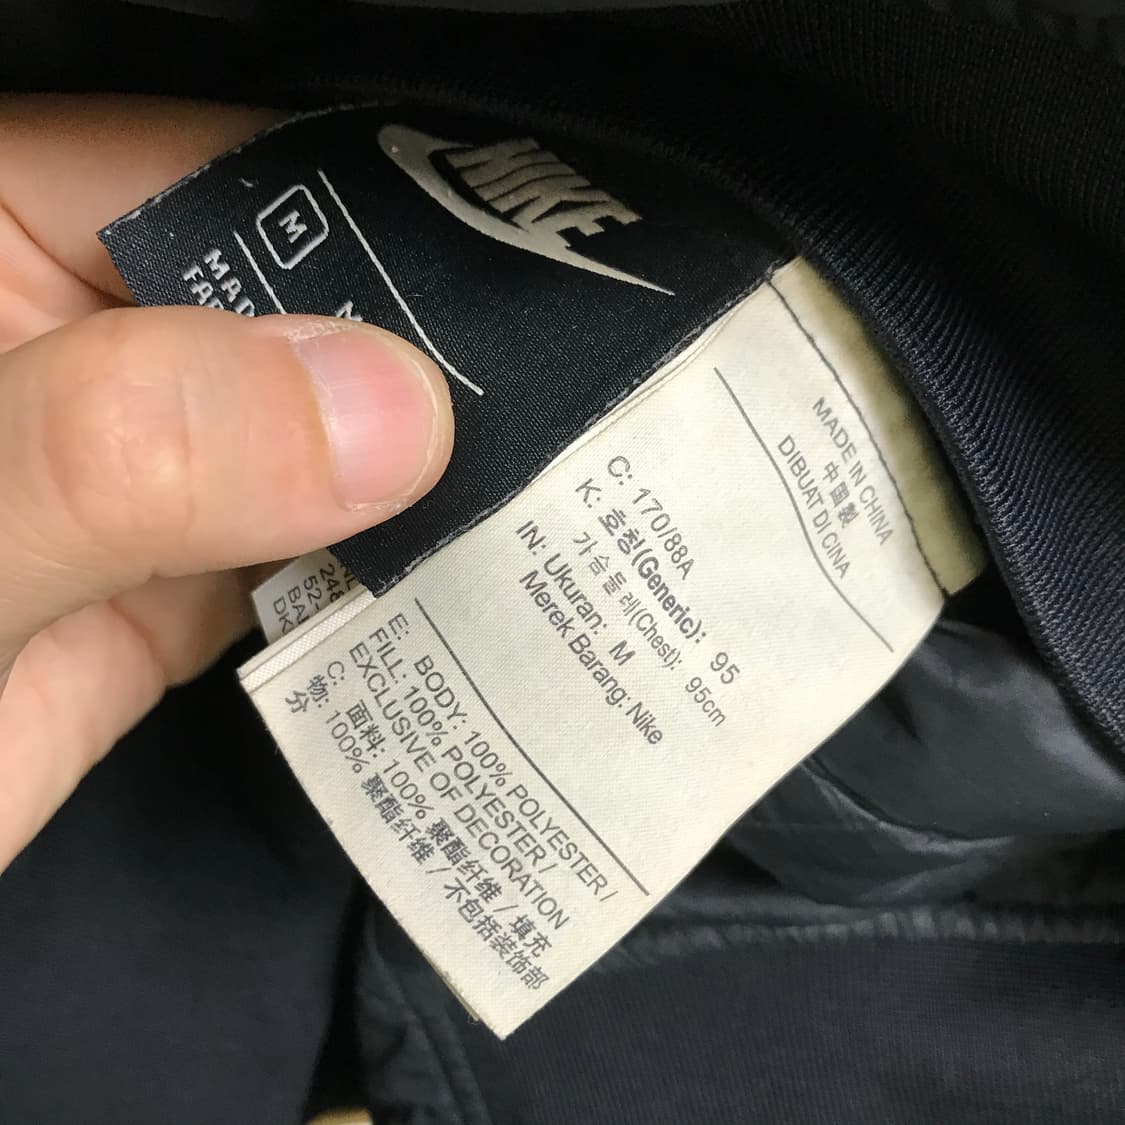 NIKE
M
MADE IN CHINA
中国製
DIBUAT DI CINA
C: 170/88A
K: 호칭(Generic): 95
가슴둘레(Chest): 95cm
IN: Ukuran: M
Merek Barang: Nike
E: BODY: 100% POLYESTER /
FILL: 100% POLYESTER /
EXCLUSIVE OF DECORATION
C: 面料: 100% 聚酯纤维 / 填充
物: 100% 聚酯纤维 / 不包括装饰部
分